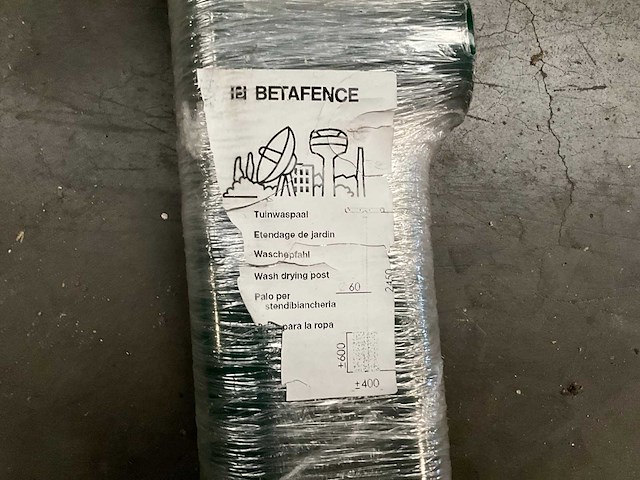 BETAFENCE
Tuinwaspaal
Etendage de jardin
Waschepfahl
Wash drying post
60
2450
Palo per
stendibiancheria
para la ropa
±600
±400